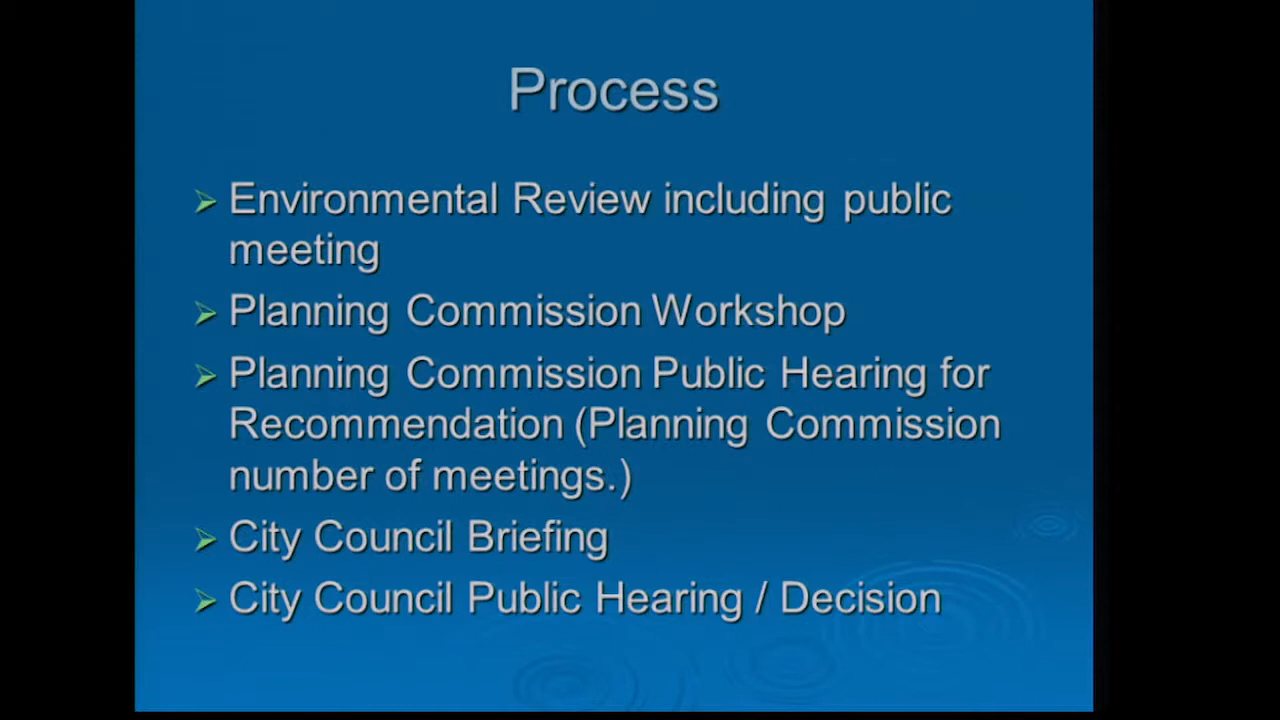 Process
Environmental Review including public
meeting
Planning Commission Workshop
Planning Commission Public Hearing for
Recommendation (Planning Commission
number of meetings.)
City Council Briefing
City Council Public Hearing / Decision